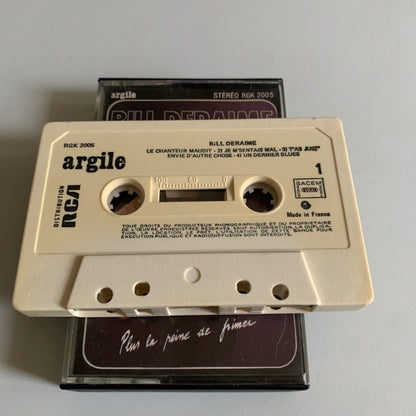 argile STÉRÉO RGK 2005
BILL DERAIME
RGK 2005
argile
BILL DERAIME
LE CHANTEUR MAUDIT - 2) JE M'SENTAIS MAL - 3) T'AS JUST'
ENVIE D'AUTRE CHOSE - 4) UN DERNIER BLUES
1
DISTRIBUTION
RCA
100 50 0
SACEM
Made in France
TOUS DROITS DU PRODUCTEUR PHONOGRAPHIQUE ET DU PROPRIETAIRE
DE L'ŒUVRE ENREGISTREE RESERVES. SAUF AUTORISATION, LA DUPLICA-
TION, LA LOCATION, LE PRET, L'UTILISATION DE CETTE BANDE POUR
EXECUTION PUBLIQUE ET RADIODIFFUSION SONT INTERDITS.
Plus la peine de frimer